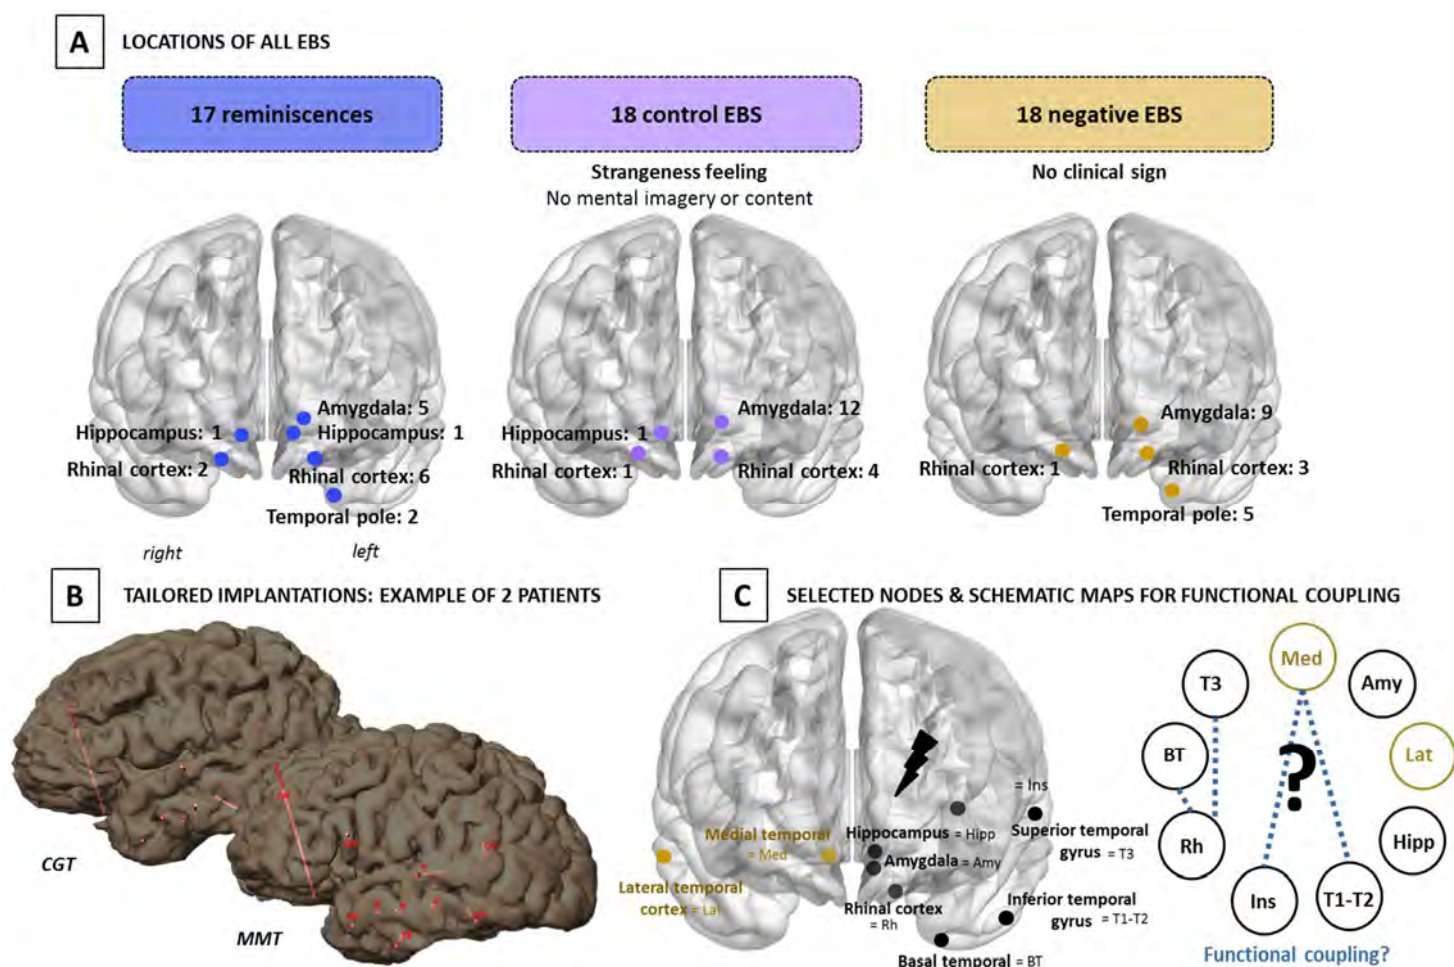 A LOCATIONS OF ALL EBS
17 reminiscences
18 control EBS
18 negative EBS
Strangeness feeling
No mental imagery or content
No clinical sign
Amygdala: 5
Hippocampus: 1
Hippocampus: 1
Rhinal cortex: 2
Rhinal cortex: 6
Temporal pole: 2
right
left
Amygdala: 12
Hippocampus: 1
Rhinal cortex: 1
Rhinal cortex: 4
Amygdala: 9
Rhinal cortex: 1
Rhinal cortex: 3
Temporal pole: 5
B TAILORED IMPLANTATIONS: EXAMPLE OF 2 PATIENTS
CGT
MMT
C SELECTED NODES & SCHEMATIC MAPS FOR FUNCTIONAL COUPLING
= Ins
Medial temporal
= Med
Hippocampus = Hipp
Amygdala = Amy
Superior temporal
gyrus = T3
Lateral temporal
cortex = Lat
Rhinal cortex
= Rh
Inferior temporal
gyrus = T1-T2
Basal temporal = BT
Med
T3
Amy
BT
?
Lat
Rh
Hipp
Ins
T1-T2
Functional coupling?